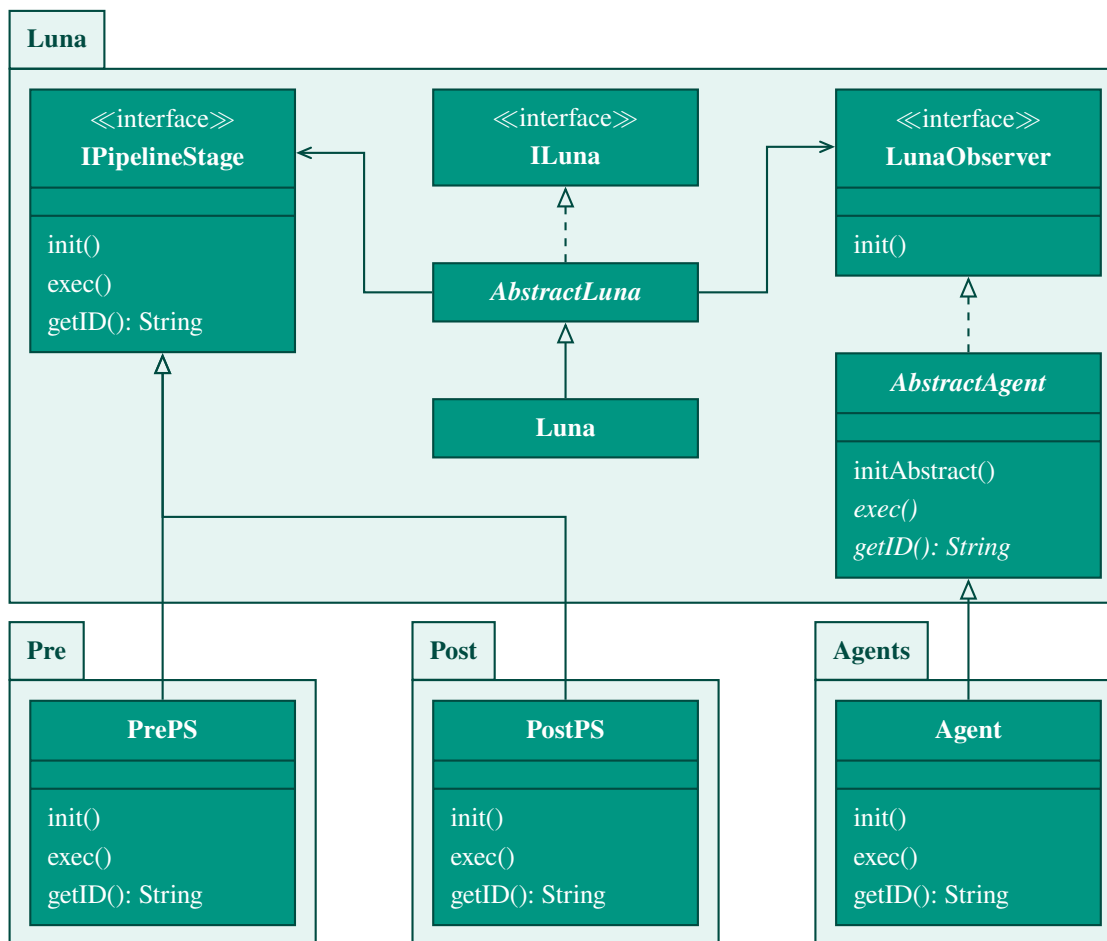 Luna
≪interface≫
IPipelineStage
init()
exec()
getID(): String
≪interface≫
ILuna
≪interface≫
LunaObserver
init()
AbstractLuna
Luna
AbstractAgent
initAbstract()
exec()
getID(): String
Pre
PrePS
init()
exec()
getID(): String
Post
PostPS
init()
exec()
getID(): String
Agents
Agent
init()
exec()
getID(): String